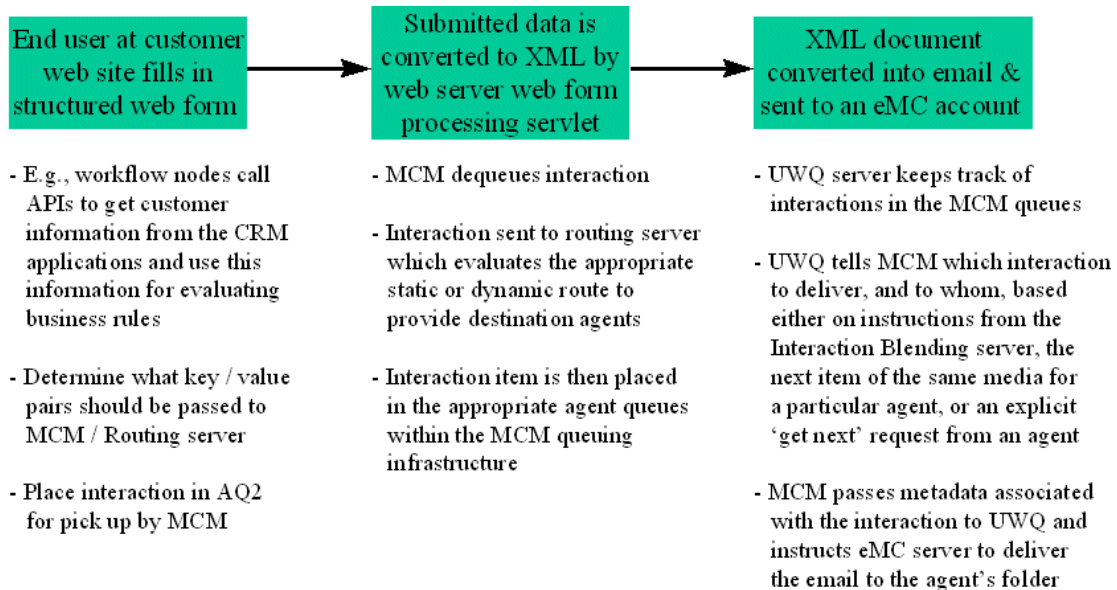 End user at customer
web site fills in
structured web form
Submitted data is
converted to XML by
web server web form
processing servlet
XML document
converted into email &
sent to an eMC account
- E.g., workflow nodes call
APIs to get customer
information from the CRM
applications and use this
information for evaluating
business rules
- Determine what key / value
pairs should be passed to
MCM / Routing server
- Place interaction in AQ2
for pick up by MCM
- MCM dequeues interaction
- Interaction sent to routing server
which evaluates the appropriate
static or dynamic route to
provide destination agents
- Interaction item is then placed
in the appropriate agent queues
within the MCM queuing
infrastructure
- UWQ server keeps track of
interactions in the MCM queues
- UWQ tells MCM which interaction
to deliver, and to whom, based
either on instructions from the
Interaction Blending server, the
next item of the same media for
a particular agent, or an explicit
‘get next’ request from an agent
- MCM passes metadata associated
with the interaction to UWQ and
instructs eMC server to deliver
the email to the agent’s folder